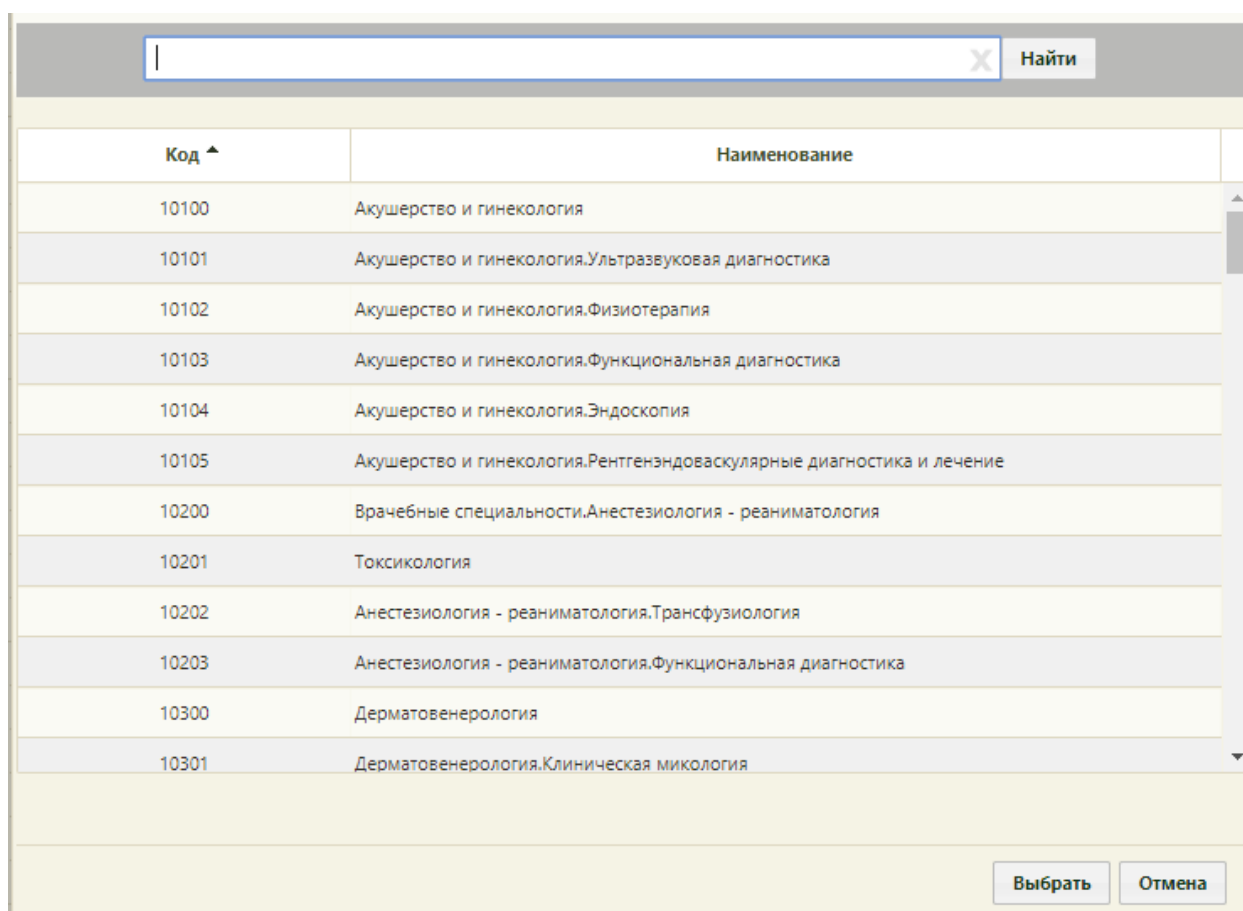 Найти
Код Наименование
10100 Акушерство и гинекология
10101 Акушерство и гинекология.Ультразвуковая диагностика
10102 Акушерство и гинекология.Физиотерапия
10103 Акушерство и гинекология.Функциональная диагностика
10104 Акушерство и гинекология.Эндоскопия
10105 Акушерство и гинекология.Рентгенэндоваскулярные диагностика и лечение
10200 Врачебные специальности.Анестезиология - реаниматология
10201 Токсикология
10202 Анестезиология - реаниматология.Трансфузиология
10203 Анестезиология - реаниматология.Функциональная диагностика
10300 Дерматовенерология
10301 Дерматовенерология.Клиническая микология
Выбрать Отмена